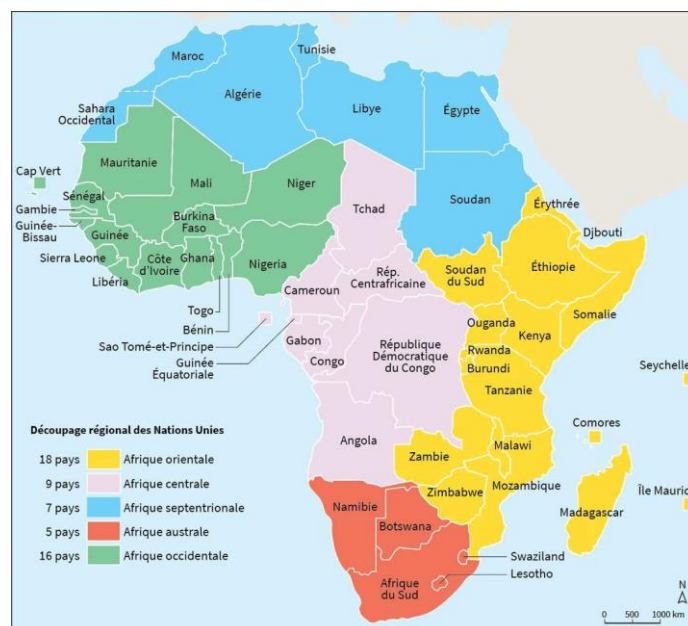 Maroc
Tunisie
Algérie
Libye
Égypte
Sahara
Occidental
Mauritanie
Mali
Niger
Tchad
Soudan
Érythrée
Djibouti
Cap Vert
Sénégal
Gambie
Guinée-
Bissau
Guinée
Sierra Leone
Libéria
Côte
d'Ivoire
Burkina
Faso
Ghana
Nigeria
Togo
Bénin
Sao Tomé-et-Principe
Guinée
Équatoriale
Cameroun
Rép.
Centrafricaine
Soudan
du Sud
Éthiopie
Somalie
Ouganda
Kenya
Rwanda
Burundi
Tanzanie
Gabon
Congo
République
Démocratique
du Congo
Angola
Zambie
Malawi
Mozambique
Zimbabwe
Comores
Seychelle
Île Mauric
Madagascar
Namibie
Botswana
Swaziland
Lesotho
Afrique
du Sud
Découpage régional des Nations Unies
18 pays Afrique orientale
9 pays Afrique centrale
7 pays Afrique septentrionale
5 pays Afrique australe
16 pays Afrique occidentale
N
0 500 1000 km